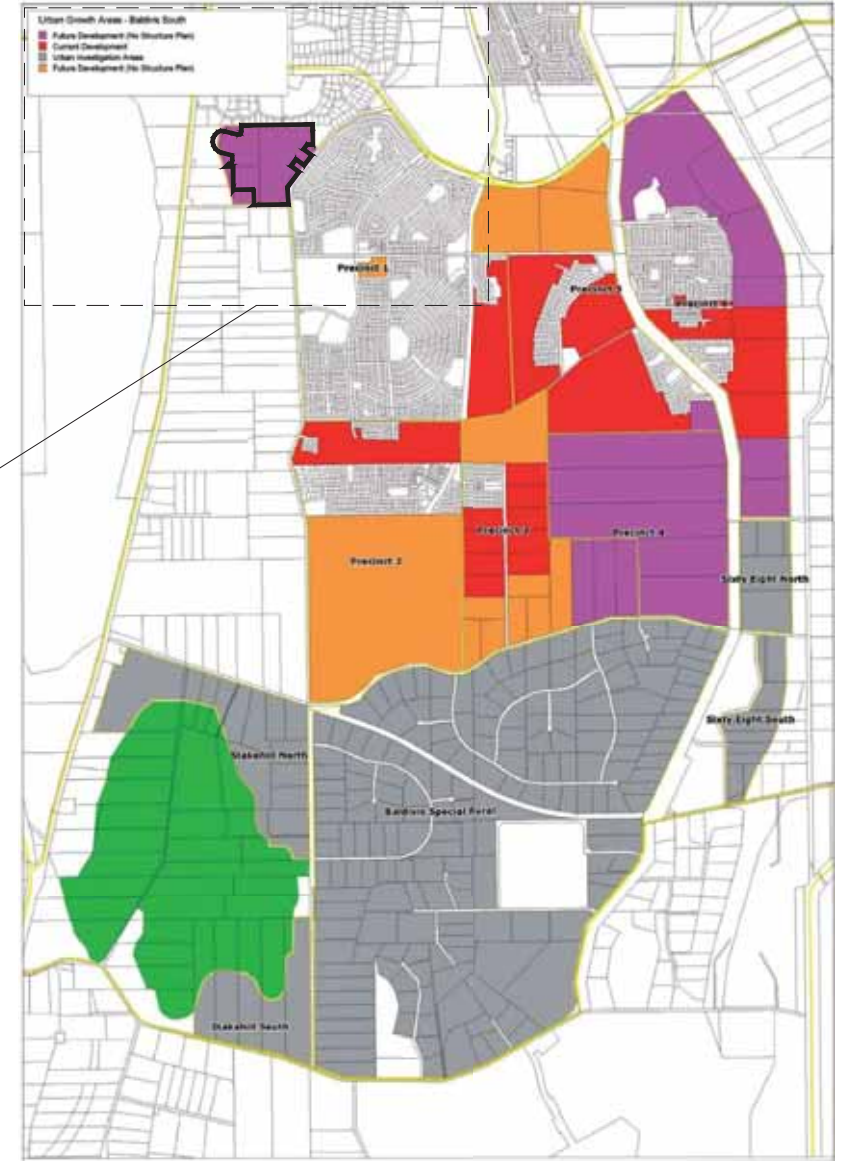 Urban Growth Areas - Baldivis South
Future Development (No Structure Plan)
Current Development
Urban Investigation Areas
Future Development (No Structure Plan)
Precinct 1
Precinct 5
Precinct 2
Precinct 4
Sixty Eight North
Sixty Eight South
Stakehill North
Baldivis Special Rural
Stakehill South